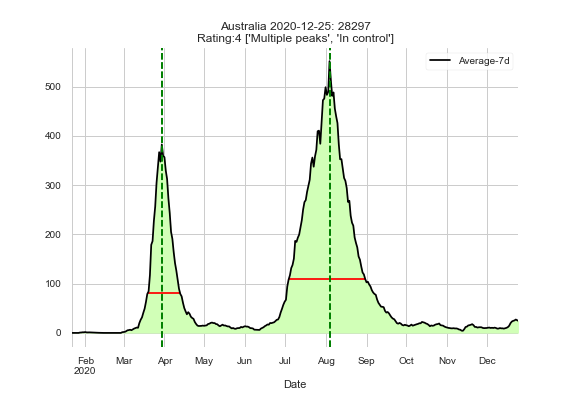 Australia 2020-12-25: 28297
Rating:4 ['Multiple peaks', 'In control']
Average-7d
500
400
300
200
100
0
Feb Mar Apr May Jun Jul Aug Sep Oct Nov Dec
2020
Date